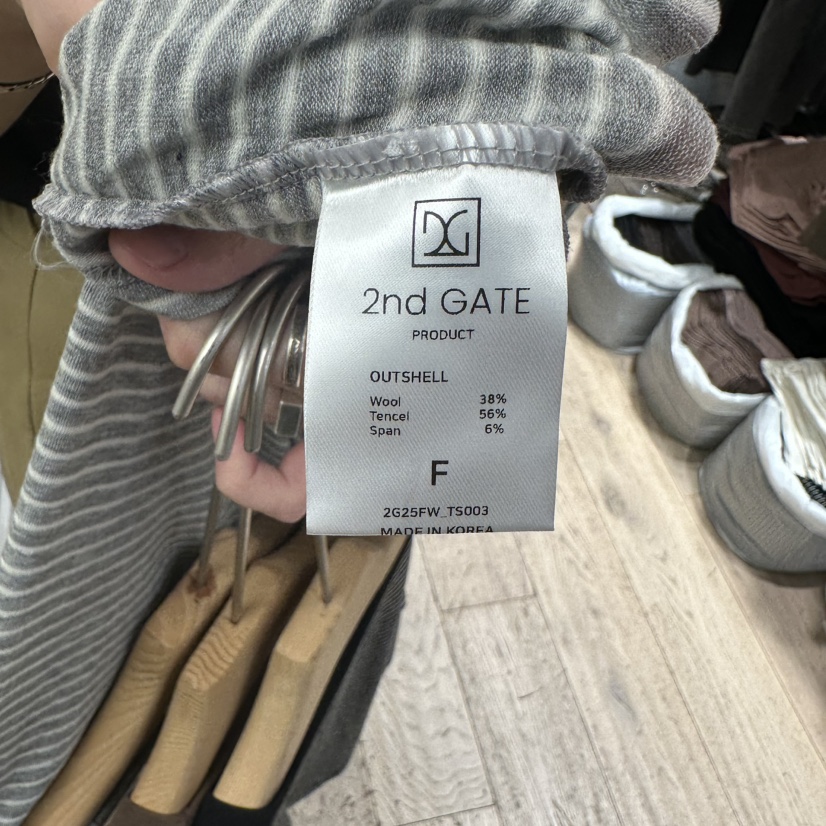 2nd GATE
PRODUCT
OUTSHELL
Wool 38%
Tencel 56%
Span 6%
F
2G25FW_TS003
MADE IN KOREA